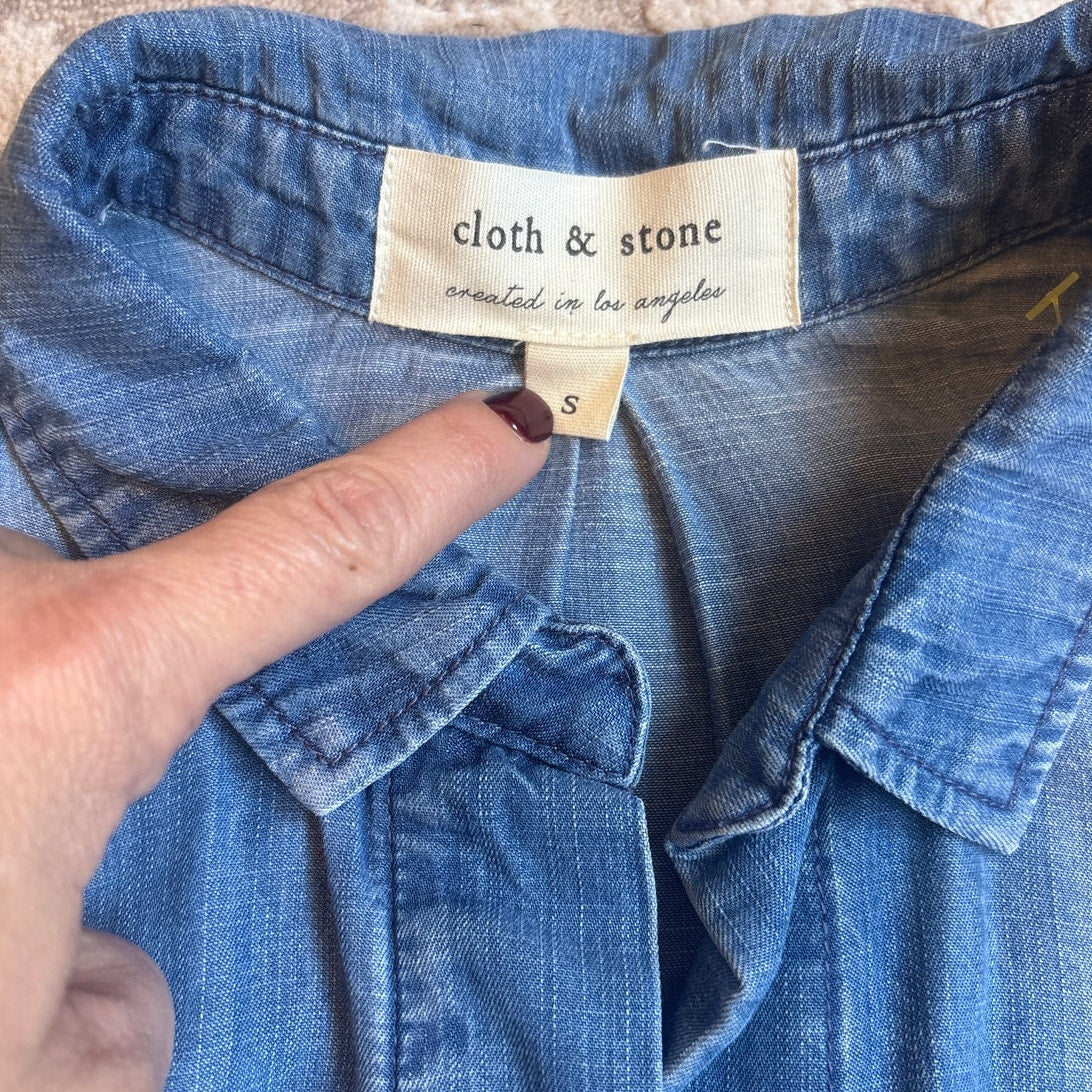 cloth & stone
created in los angeles
S